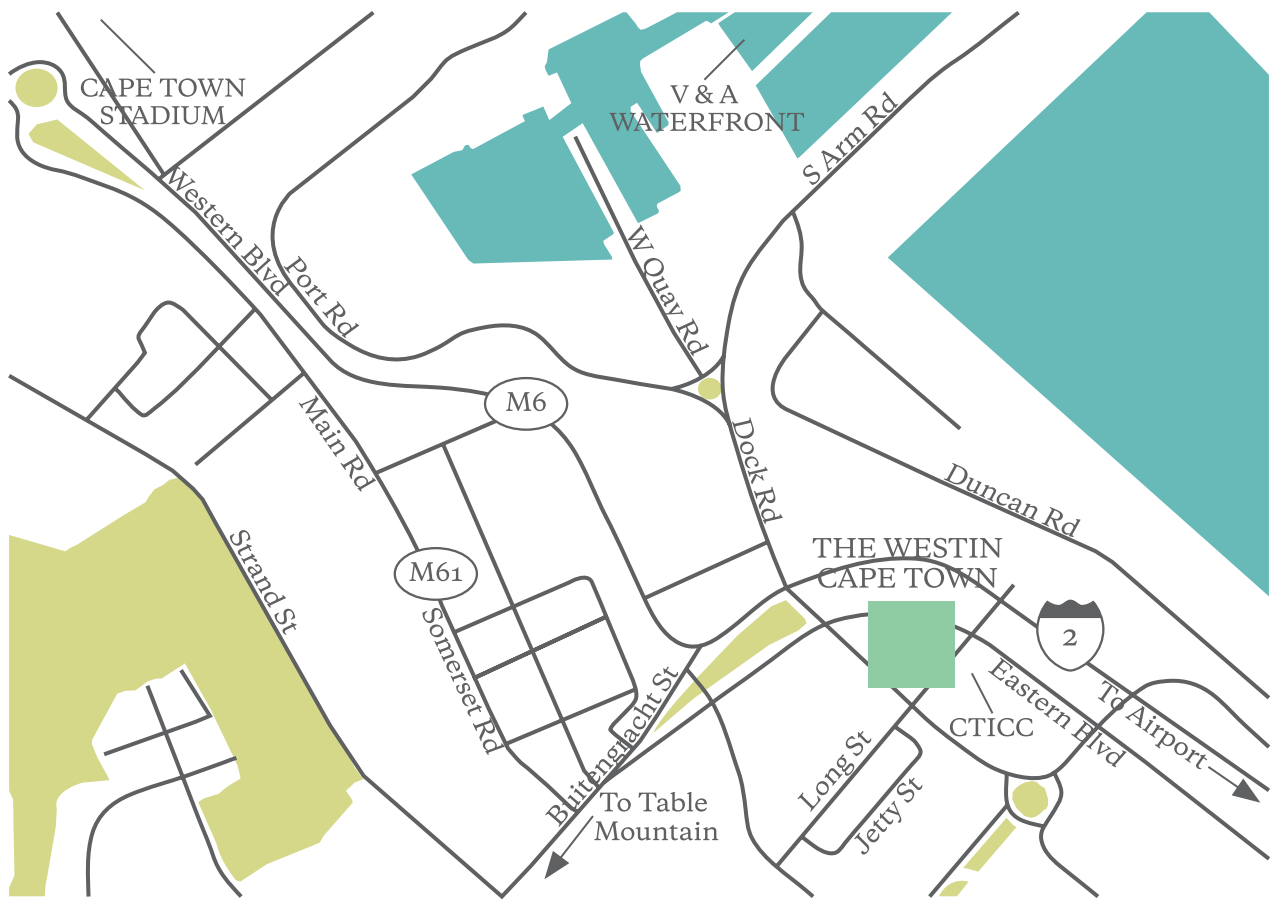 CAPE TOWN
STADIUM
V & A
WATERFRONT
S Arm Rd
Western Blvd
Port Rd
W Quay Rd
M6
Main Rd
Dock Rd
Duncan Rd
Strand St
M61
THE WESTIN
CAPE TOWN
2
Somerset Rd
Buitengracht St
Eastern Blvd
To Airport
CTICC
Long St
Jetty St
To Table
Mountain